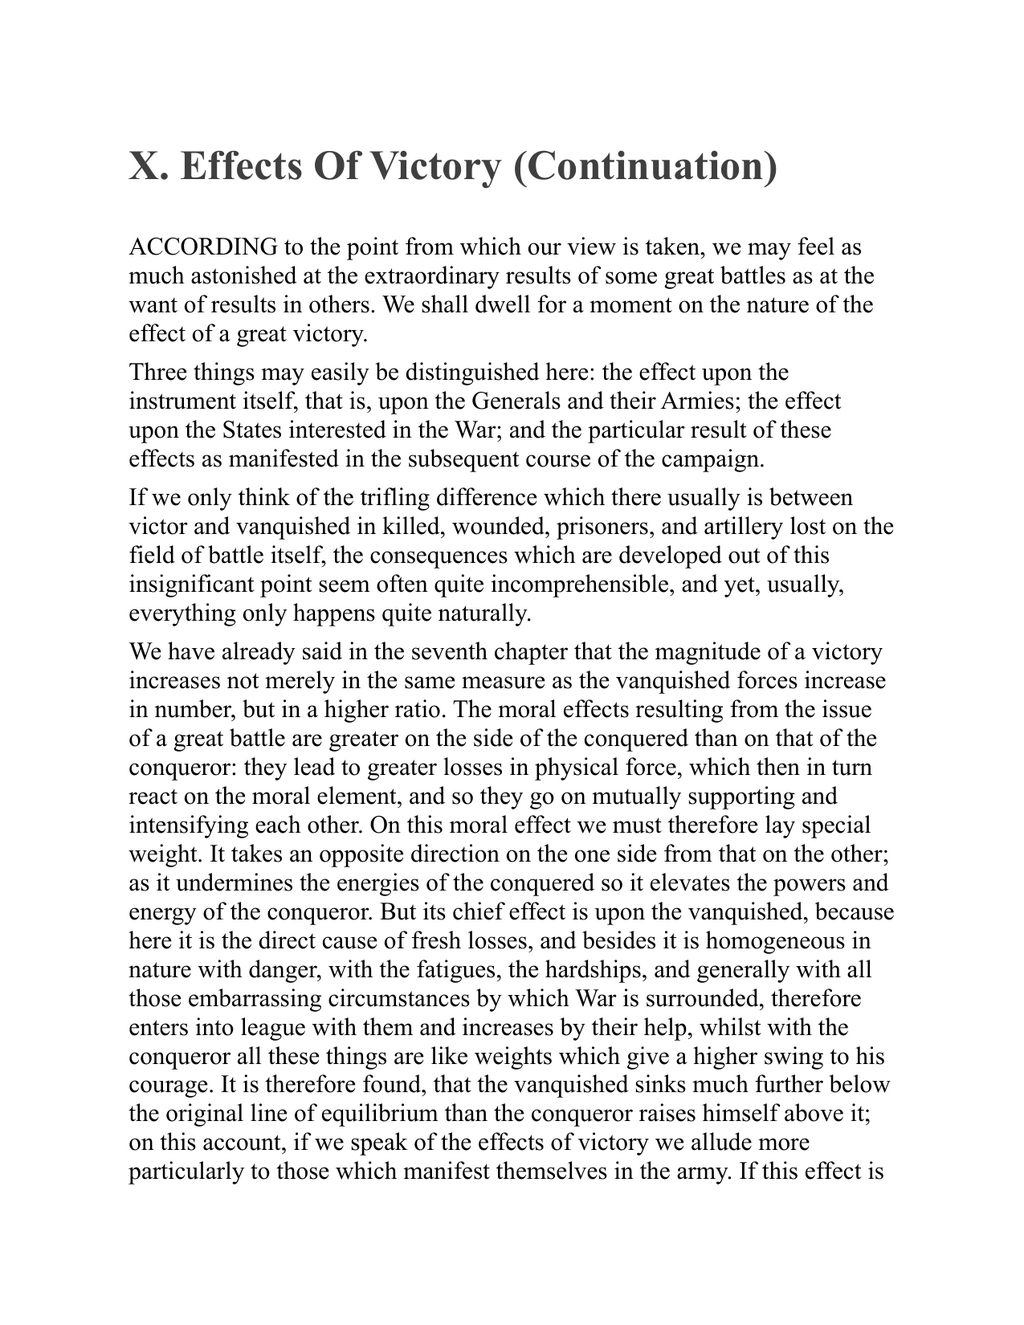 X. Effects Of Victory (Continuation)
ACCORDING to the point from which our view is taken, we may feel as
much astonished at the extraordinary results of some great battles as at the
want of results in others. We shall dwell for a moment on the nature of the
effect of a great victory.
Three things may easily be distinguished here: the effect upon the
instrument itself, that is, upon the Generals and their Armies; the effect
upon the States interested in the War; and the particular result of these
effects as manifested in the subsequent course of the campaign.
If we only think of the trifling difference which there usually is between
victor and vanquished in killed, wounded, prisoners, and artillery lost on the
field of battle itself, the consequences which are developed out of this
insignificant point seem often quite incomprehensible, and yet, usually,
everything only happens quite naturally.
We have already said in the seventh chapter that the magnitude of a victory
increases not merely in the same measure as the vanquished forces increase
in number, but in a higher ratio. The moral effects resulting from the issue
of a great battle are greater on the side of the conquered than on that of the
conqueror: they lead to greater losses in physical force, which then in turn
react on the moral element, and so they go on mutually supporting and
intensifying each other. On this moral effect we must therefore lay special
weight. It takes an opposite direction on the one side from that on the other;
as it undermines the energies of the conquered so it elevates the powers and
energy of the conqueror. But its chief effect is upon the vanquished, because
here it is the direct cause of fresh losses, and besides it is homogeneous in
nature with danger, with the fatigues, the hardships, and generally with all
those embarrassing circumstances by which War is surrounded, therefore
enters into league with them and increases by their help, whilst with the
conqueror all these things are like weights which give a higher swing to his
courage. It is therefore found, that the vanquished sinks much further below
the original line of equilibrium than the conqueror raises himself above it;
on this account, if we speak of the effects of victory we allude more
particularly to those which manifest themselves in the army. If this effect is